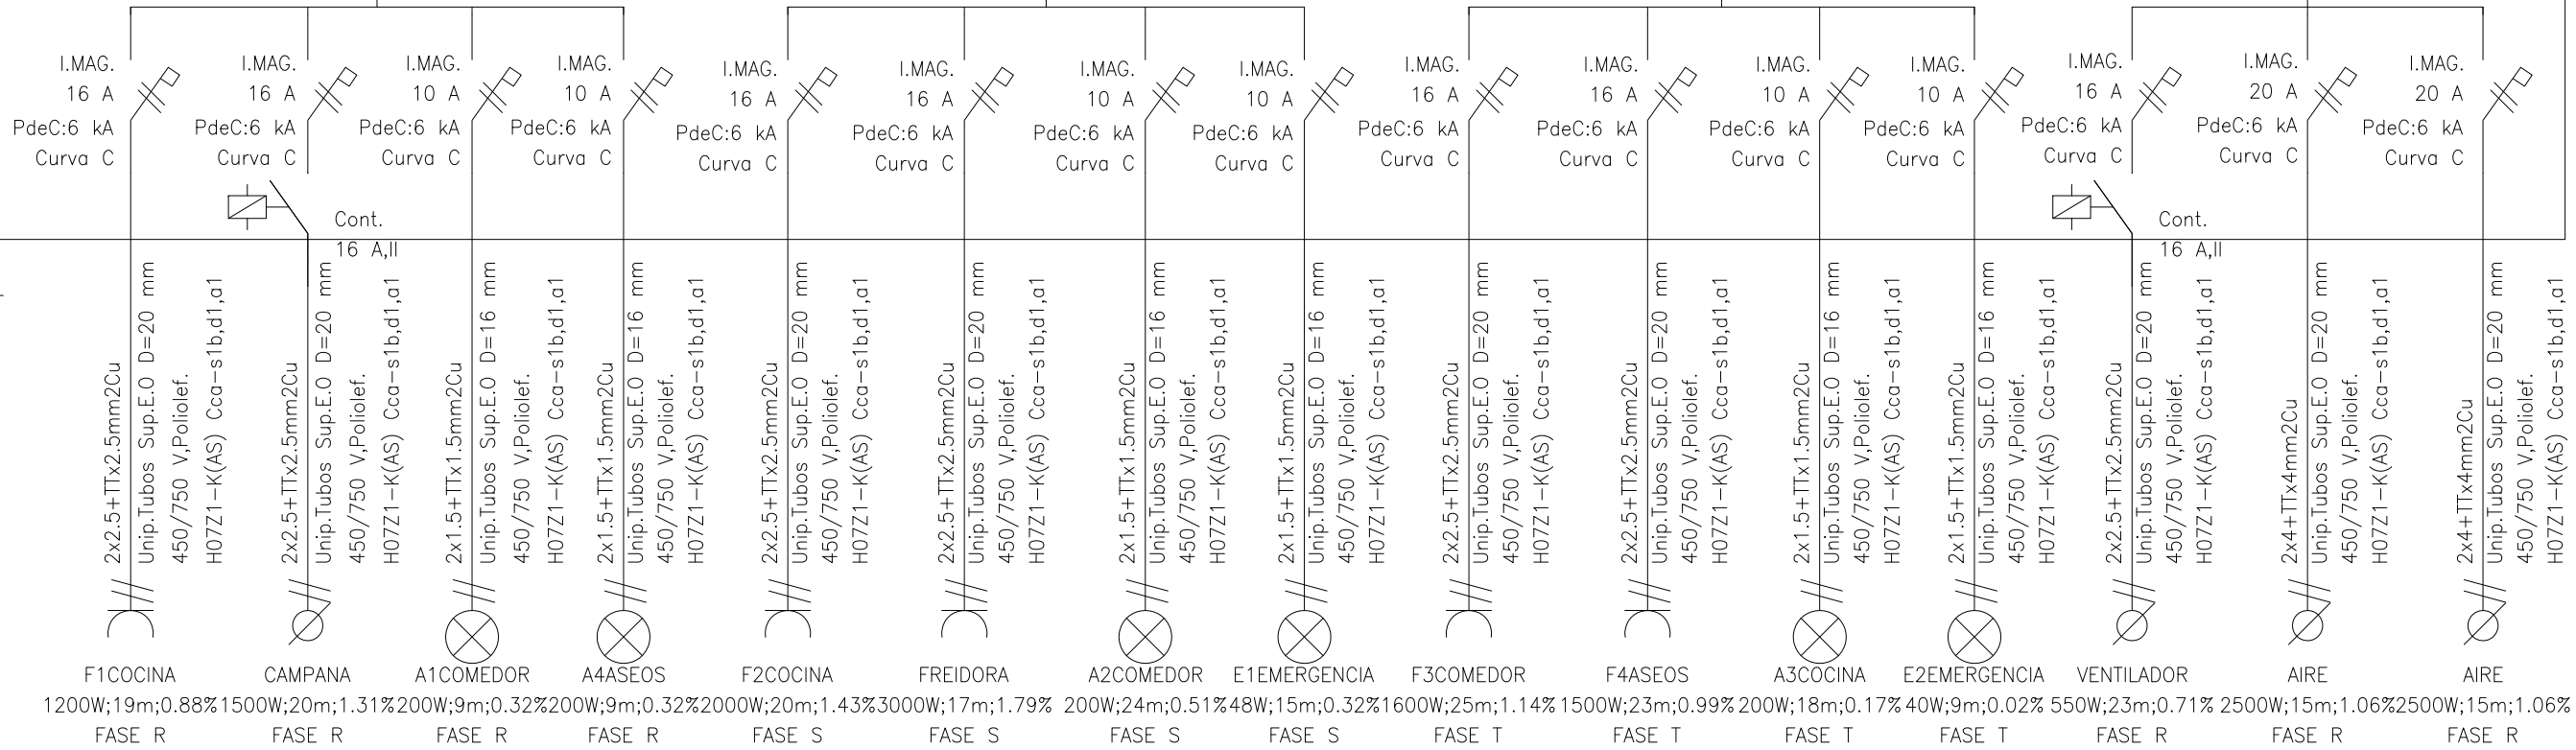 I.MAG.
16 A
PdeC:6 kA
Curva C
2x2.5+TTx2.5mm2Cu
Unip.Tubos Sup.E.O D=20 mm
450/750 V,Poliolef.
H07Z1-K(AS) Cca-s1b,d1,a1
F1COCINA
1200W;19m;0.88%
FASE R
I.MAG.
16 A
PdeC:6 kA
Curva C
Cont.
16 A,II
2x2.5+TTx2.5mm2Cu
Unip.Tubos Sup.E.O D=20 mm
450/750 V,Poliolef.
H07Z1-K(AS) Cca-s1b,d1,a1
CAMPANA
1500W;20m;1.31%
FASE R
I.MAG.
10 A
PdeC:6 kA
Curva C
2x1.5+TTx1.5mm2Cu
Unip.Tubos Sup.E.O D=16 mm
450/750 V,Poliolef.
H07Z1-K(AS) Cca-s1b,d1,a1
A1COMEDOR
200W;9m;0.32%
FASE R
I.MAG.
10 A
PdeC:6 kA
Curva C
2x1.5+TTx1.5mm2Cu
Unip.Tubos Sup.E.O D=16 mm
450/750 V,Poliolef.
H07Z1-K(AS) Cca-s1b,d1,a1
A4ASEOS
200W;9m;0.32%
FASE R
I.MAG.
16 A
PdeC:6 kA
Curva C
2x2.5+TTx2.5mm2Cu
Unip.Tubos Sup.E.O D=20 mm
450/750 V,Poliolef.
H07Z1-K(AS) Cca-s1b,d1,a1
F2COCINA
2000W;20m;1.43%
FASE S
I.MAG.
16 A
PdeC:6 kA
Curva C
2x2.5+TTx2.5mm2Cu
Unip.Tubos Sup.E.O D=20 mm
450/750 V,Poliolef.
H07Z1-K(AS) Cca-s1b,d1,a1
FREIDORA
3000W;17m;1.79%
FASE S
I.MAG.
10 A
PdeC:6 kA
Curva C
2x1.5+TTx1.5mm2Cu
Unip.Tubos Sup.E.O D=16 mm
450/750 V,Poliolef.
H07Z1-K(AS) Cca-s1b,d1,a1
A2COMEDOR
200W;24m;0.51%
FASE S
I.MAG.
10 A
PdeC:6 kA
Curva C
2x1.5+TTx1.5mm2Cu
Unip.Tubos Sup.E.O D=16 mm
450/750 V,Poliolef.
H07Z1-K(AS) Cca-s1b,d1,a1
E1EMERGENCIA
48W;15m;0.32%
FASE S
I.MAG.
16 A
PdeC:6 kA
Curva C
2x2.5+TTx2.5mm2Cu
Unip.Tubos Sup.E.O D=20 mm
450/750 V,Poliolef.
H07Z1-K(AS) Cca-s1b,d1,a1
F3COMEDOR
1600W;25m;1.14%
FASE T
I.MAG.
16 A
PdeC:6 kA
Curva C
2x2.5+TTx2.5mm2Cu
Unip.Tubos Sup.E.O D=20 mm
450/750 V,Poliolef.
H07Z1-K(AS) Cca-s1b,d1,a1
F4ASEOS
1500W;23m;0.99%
FASE T
I.MAG.
10 A
PdeC:6 kA
Curva C
2x1.5+TTx1.5mm2Cu
Unip.Tubos Sup.E.O D=16 mm
450/750 V,Poliolef.
H07Z1-K(AS) Cca-s1b,d1,a1
A3COCINA
200W;18m;0.17%
FASE T
I.MAG.
10 A
PdeC:6 kA
Curva C
2x1.5+TTx1.5mm2Cu
Unip.Tubos Sup.E.O D=16 mm
450/750 V,Poliolef.
H07Z1-K(AS) Cca-s1b,d1,a1
E2EMERGENCIA
40W;9m;0.02%
FASE T
I.MAG.
16 A
PdeC:6 kA
Curva C
Cont.
16 A,II
2x2.5+TTx2.5mm2Cu
Unip.Tubos Sup.E.O D=20 mm
450/750 V,Poliolef.
H07Z1-K(AS) Cca-s1b,d1,a1
VENTILADOR
550W;23m;0.71%
FASE R
I.MAG.
20 A
PdeC:6 kA
Curva C
2x4+TTx4mm2Cu
Unip.Tubos Sup.E.O D=20 mm
450/750 V,Poliolef.
H07Z1-K(AS) Cca-s1b,d1,a1
AIRE
2500W;15m;1.06%
FASE R
I.MAG.
20 A
PdeC:6 kA
Curva C
2x4+TTx4mm2Cu
Unip.Tubos Sup.E.O D=20 mm
450/750 V,Poliolef.
H07Z1-K(AS) Cca-s1b,d1,a1
AIRE
2500W;15m;1.06%
FASE R